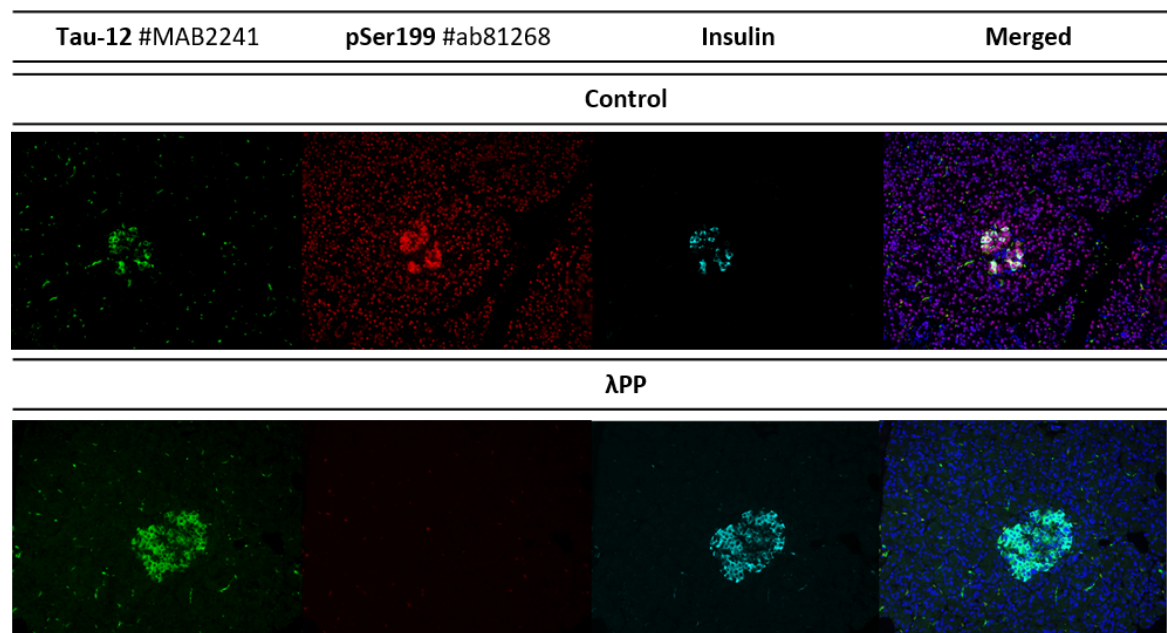 Tau-12 #MAB2241 pSer199 #ab81268 Insulin Merged
Control
λPP